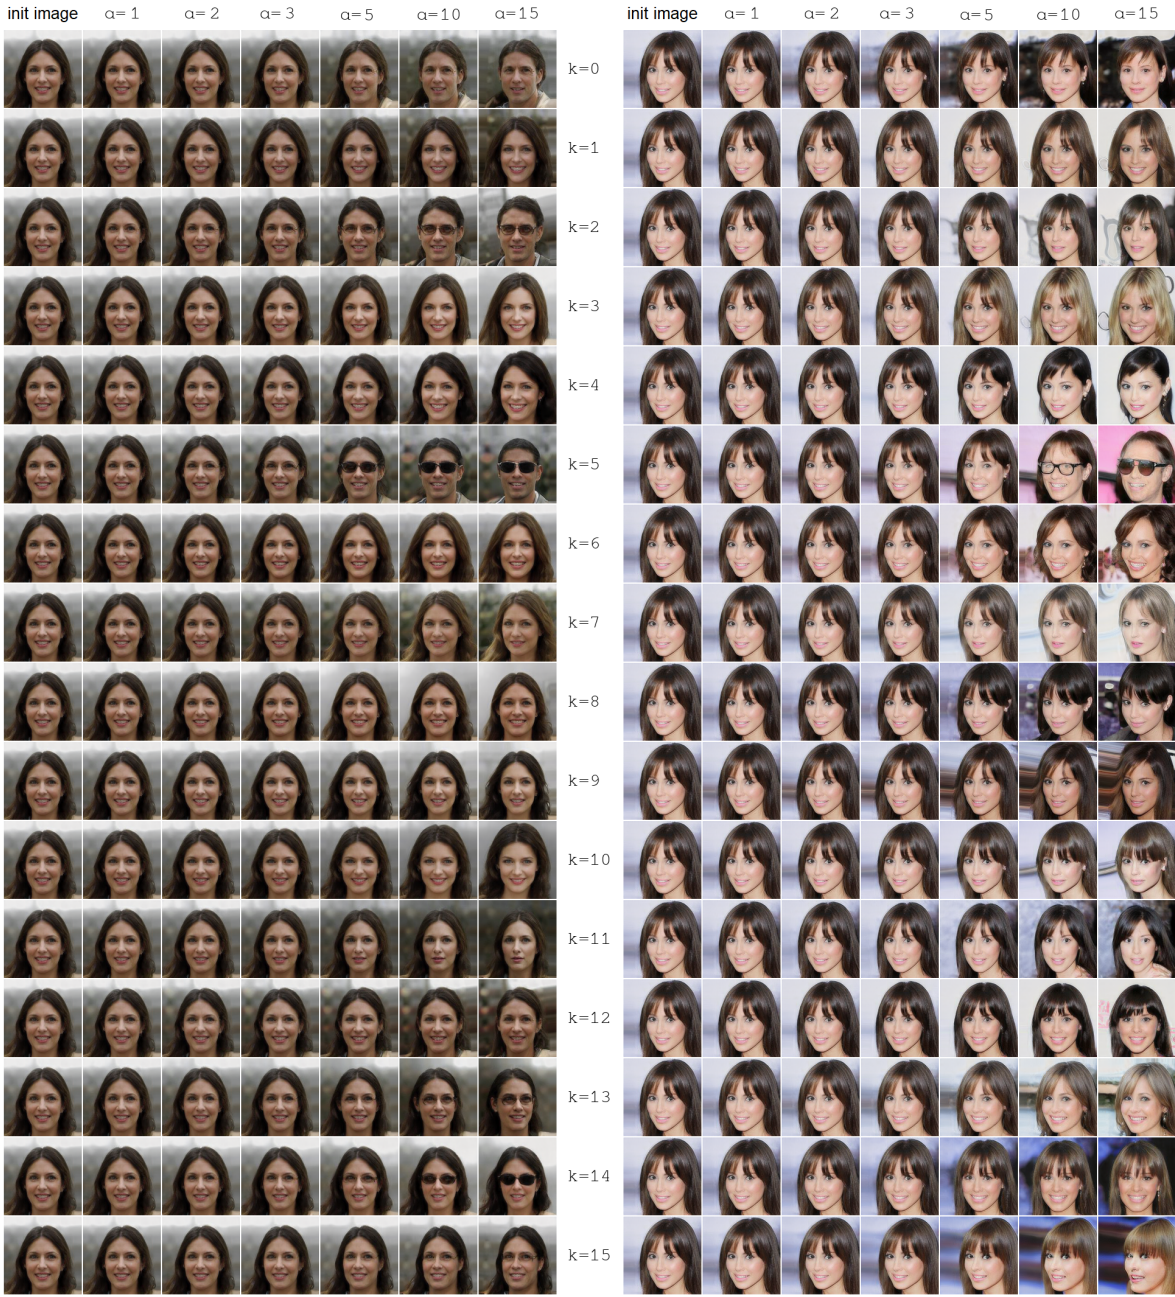 init image α=1 α=2 α=3 α=5 α=10 α=15 init image α=1 α=2 α=3 α=5 α=10 α=15
k=0
k=1
k=2
k=3
k=4
k=5
k=6
k=7
k=8
k=9
k=10
k=11
k=12
k=13
k=14
k=15